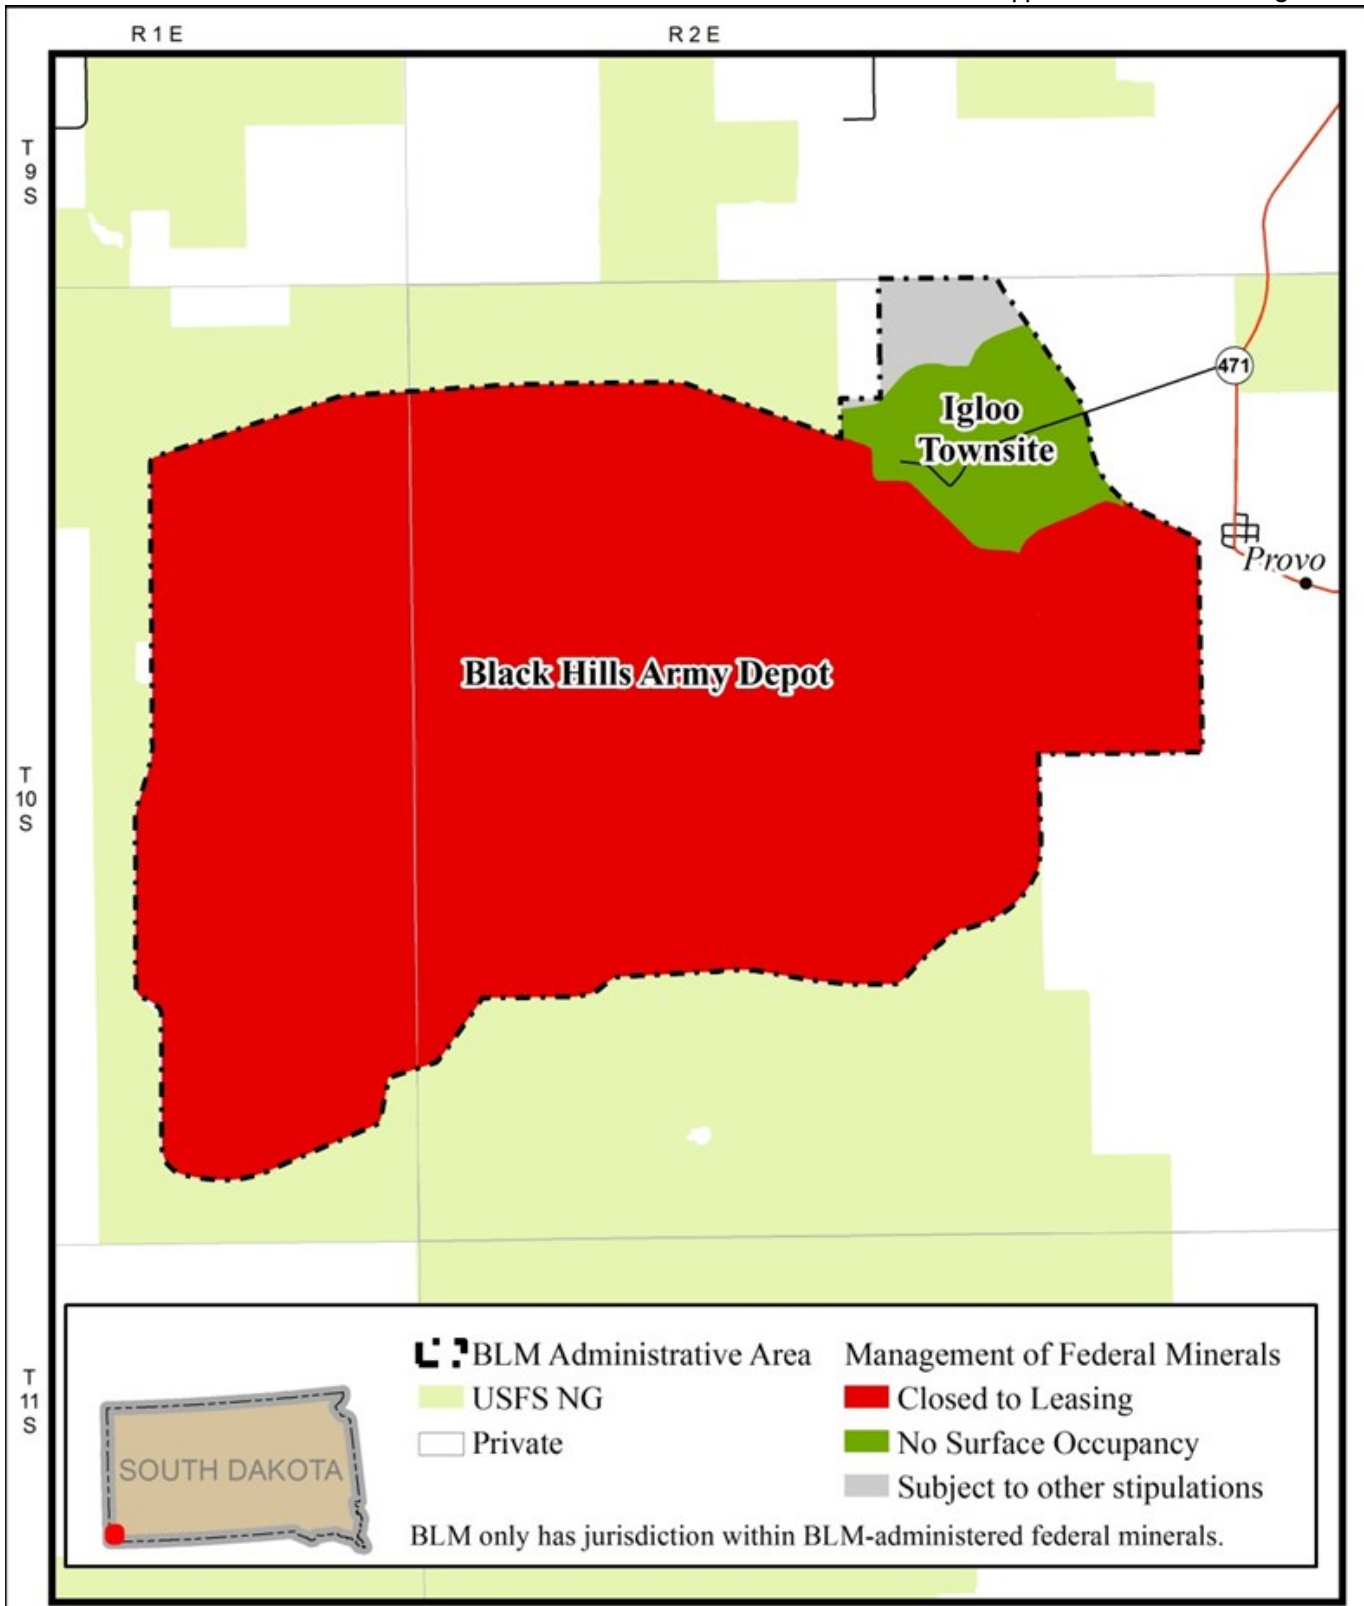 R 1 E
R 2 E
T
9
S
471
Igloo
Townsite
Provo
Black Hills Army Depot
T
10
S
T
11
S
BLM Administrative Area
USFS NG
Private
Management of Federal Minerals
Closed to Leasing
No Surface Occupancy
Subject to other stipulations
SOUTH DAKOTA
BLM only has jurisdiction within BLM-administered federal minerals.